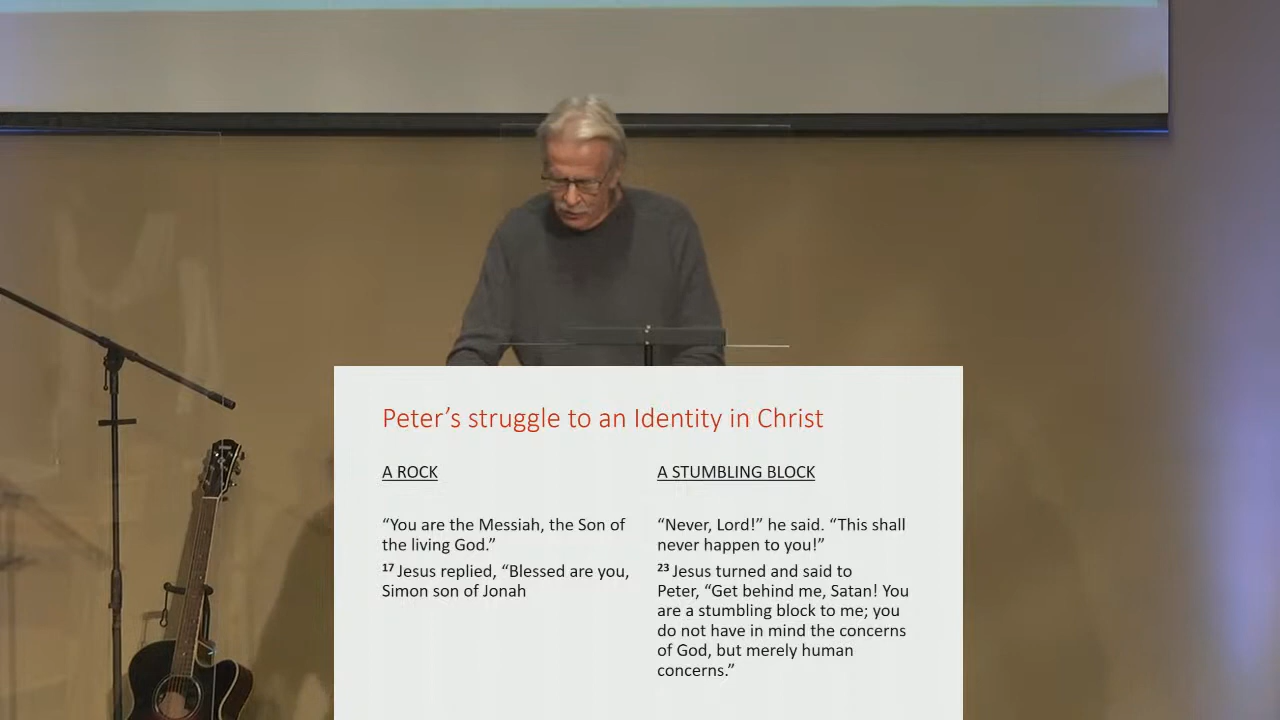 Peter’s struggle to an Identity in Christ
A ROCK
“You are the Messiah, the Son of
the living God.”
17 Jesus replied, “Blessed are you,
Simon son of Jonah
A STUMBLING BLOCK
“Never, Lord!” he said. “This shall
never happen to you!”
23 Jesus turned and said to
Peter, “Get behind me, Satan! You
are a stumbling block to me; you
do not have in mind the concerns
of God, but merely human
concerns.”